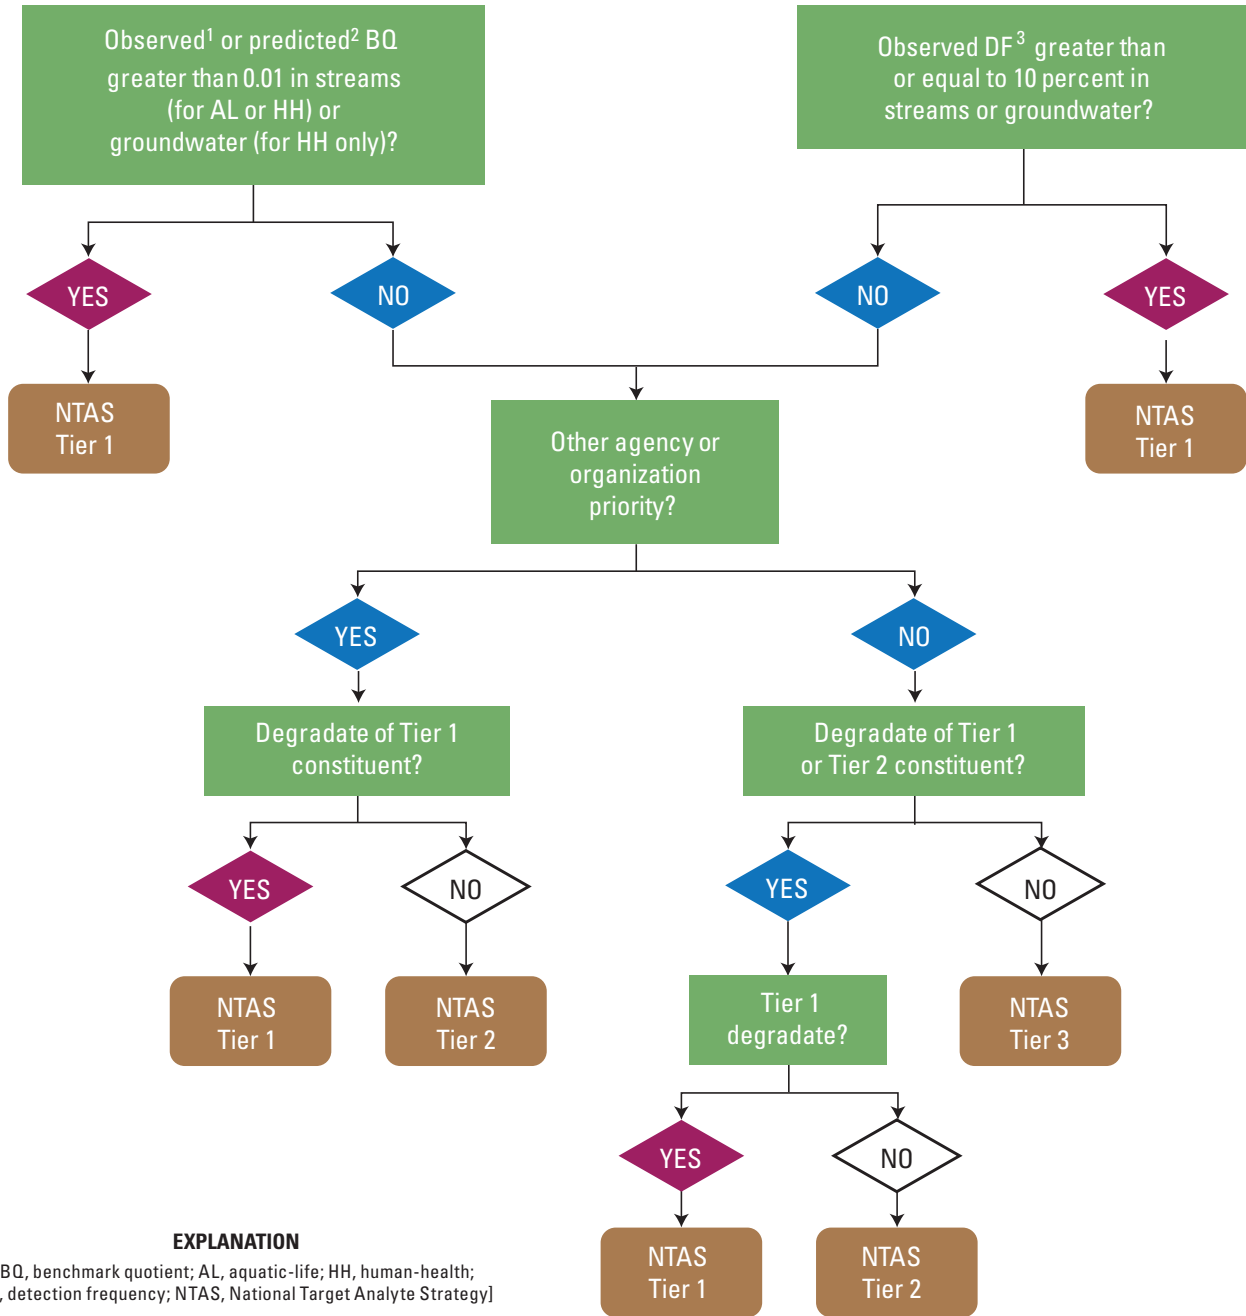 Observed¹ or predicted² BQ
greater than 0.01 in streams
(for AL or HH) or
groundwater (for HH only)?
Observed DF³ greater than
or equal to 10 percent in
streams or groundwater?
YES
NO
NO
YES
NTAS
Tier 1
NTAS
Tier 1
Other agency or
organization
priority?
YES
NO
Degradate of Tier 1
constituent?
Degradate of Tier 1
or Tier 2 constituent?
YES
NO
YES
NO
NTAS
Tier 1
NTAS
Tier 2
Tier 1
degradate?
NTAS
Tier 3
YES
NO
NTAS
Tier 1
NTAS
Tier 2
EXPLANATION
BQ, benchmark quotient; AL, aquatic-life; HH, human-health;
, detection frequency; NTAS, National Target Analyte Strategy]